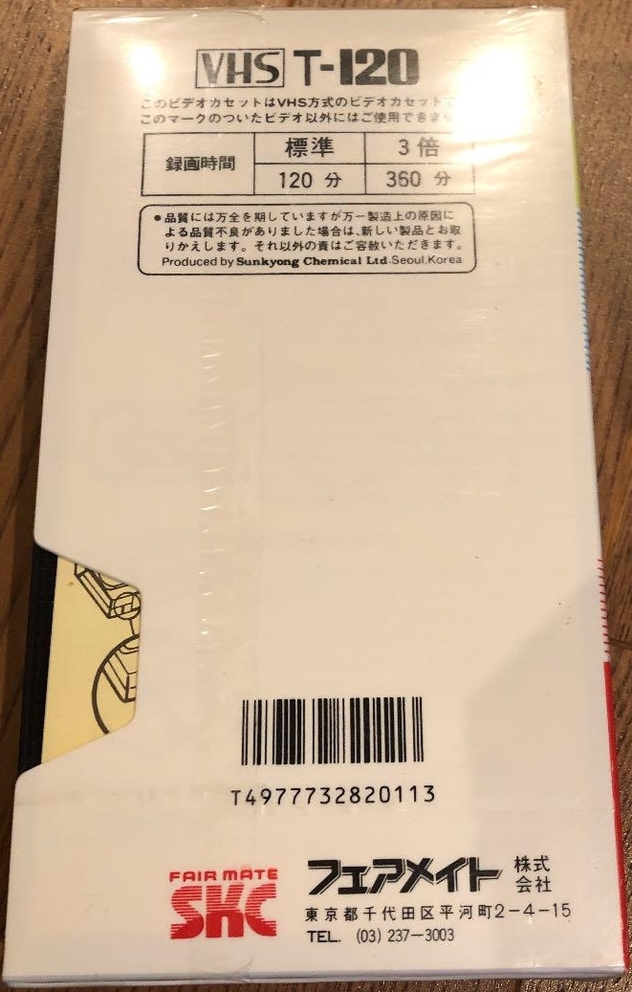 VHS T-120
このビデオカセットはVHS方式のビデオカセットで
このマークのついたビデオ以外にはご使用できま
録画時間 標準 3倍
120 分 360 分
●品質には万全を期していますが万一製造上の原因に
よる品質不良がありました場合は、新しい製品とお取
りかえします。それ以外の責はご容赦いただきます。
Produced by Sunkyong Chemical Ltd. Seoul, Korea
T4977732820113
FAIR MATE
SKC
フェアメイト 株式会社
東京都千代田区平河町2-4-15
TEL. (03) 237-3003